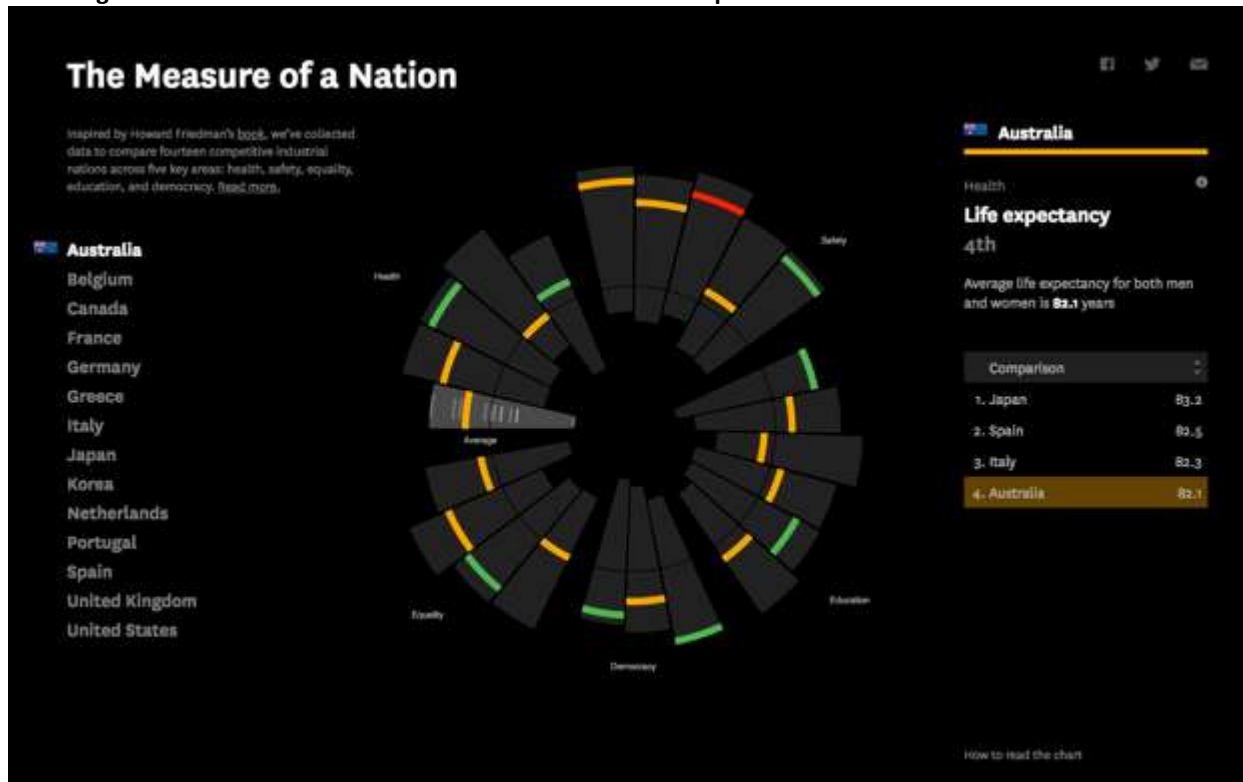 The Measure of a Nation
Inspired by Howard Friedman's book, we've collected
data to compare fourteen competitive industrial
nations across five key areas: health, safety, equality,
education, and democracy. Read more.
Australia
Belgium
Canada
France
Germany
Greece
Italy
Japan
Korea
Netherlands
Portugal
Spain
United Kingdom
United States
Health
Safety
Average
Equality
Education
Democracy
Australia
Health
Life expectancy
4th
Average life expectancy for both men
and women is 82.1 years
Comparison
1. Japan 83.2
2. Spain 82.5
3. Italy 82.3
4. Australia 82.1
How to read the chart